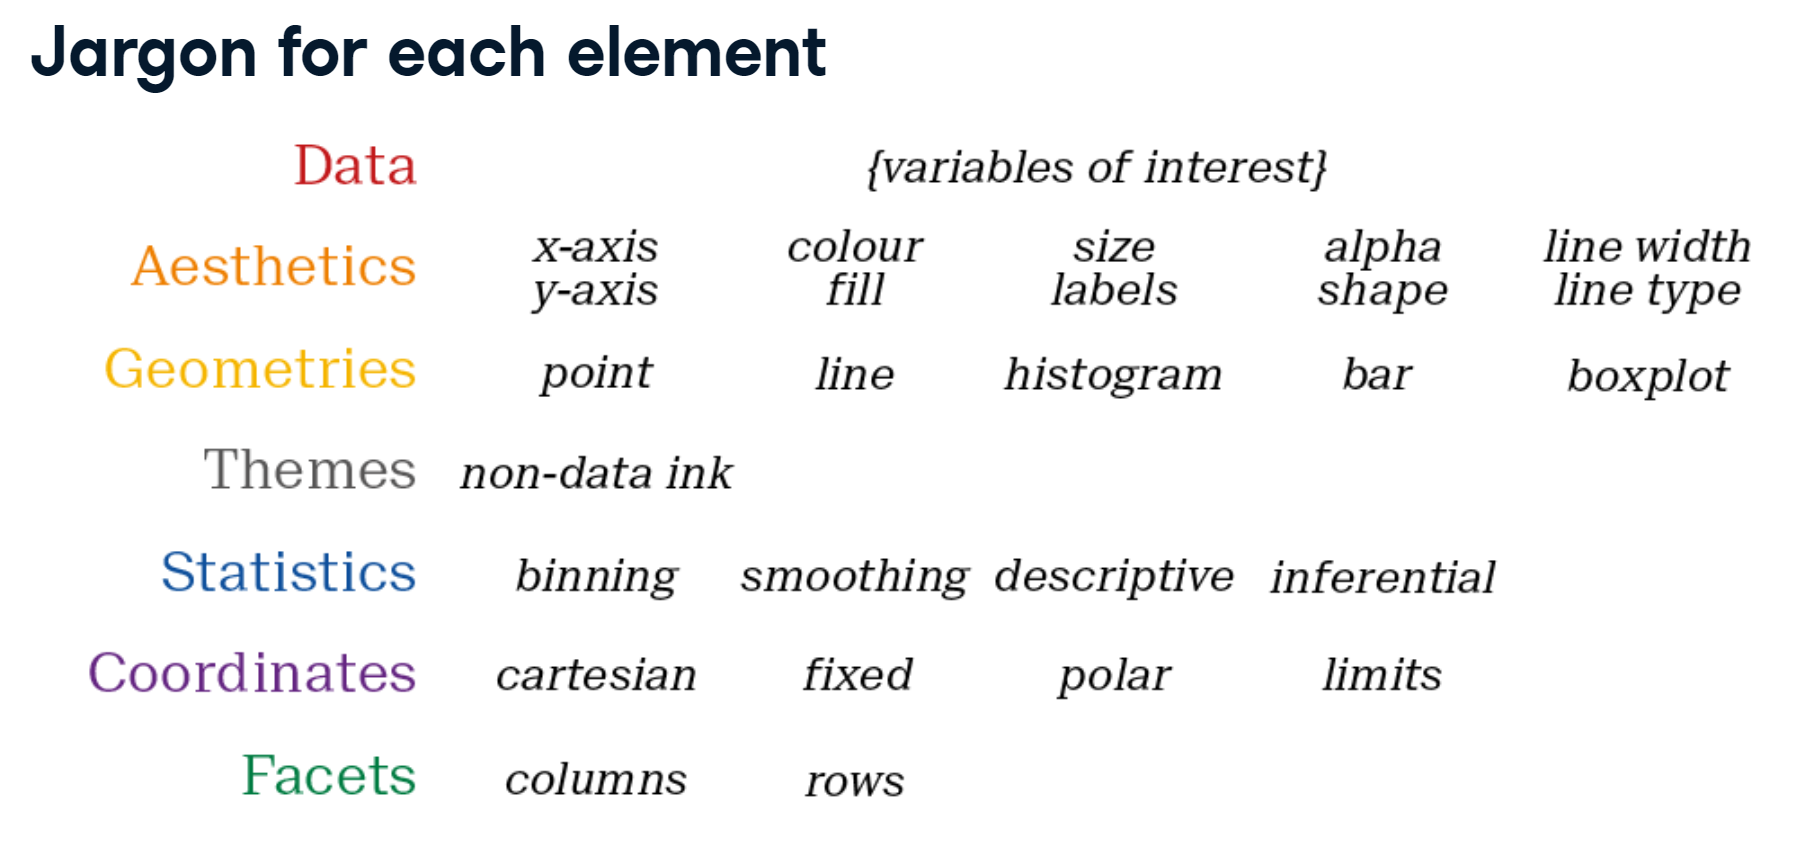 Jargon for each element
Data {variables of interest}
Aesthetics x-axis colour size alpha line width
y-axis fill labels shape line type
Geometries point line histogram bar boxplot
Themes non-data ink
Statistics binning smoothing descriptive inferential
Coordinates cartesian fixed polar limits
Facets columns rows